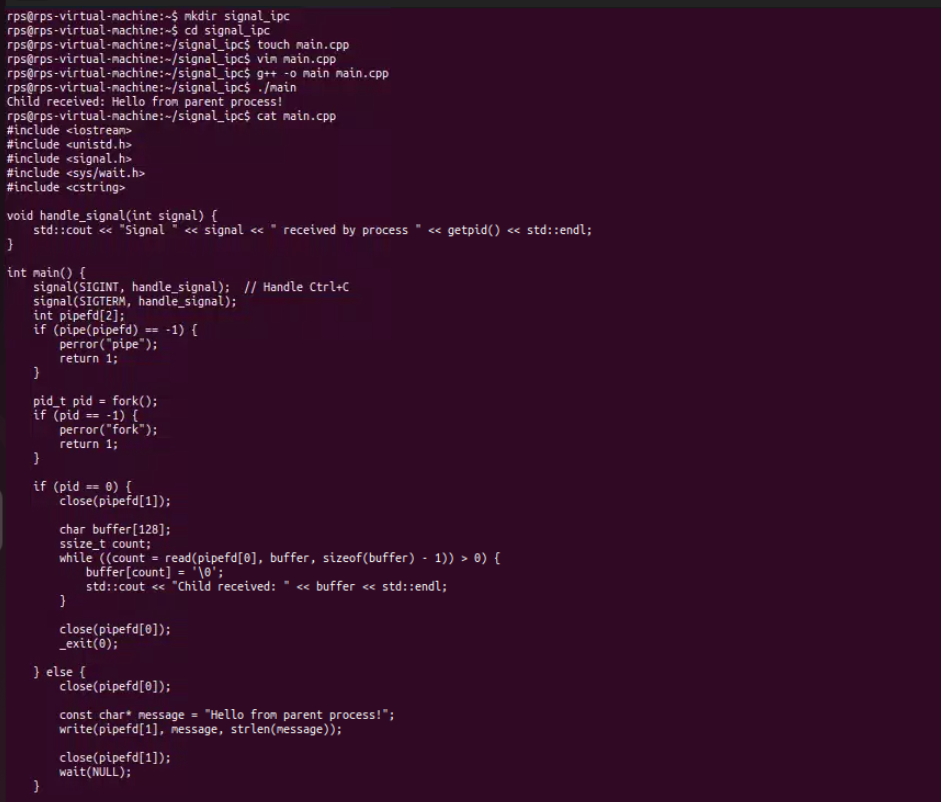 rps@rps-virtual-machine:~$ mkdir signal_ipc
rps@rps-virtual-machine:~$ cd signal_ipc
rps@rps-virtual-machine:~/signal_ipc$ touch main.cpp
rps@rps-virtual-machine:~/signal_ipc$ vim main.cpp
rps@rps-virtual-machine:~/signal_ipc$ g++ -o main main.cpp
rps@rps-virtual-machine:~/signal_ipc$ ./main
Child received: Hello from parent process!
rps@rps-virtual-machine:~/signal_ipc$ cat main.cpp
#include <iostream>
#include <unistd.h>
#include <signal.h>
#include <sys/wait.h>
#include <cstring>

void handle_signal(int signal) {
    std::cout << "Signal " << signal << " received by process " << getpid() << std::endl;
}

int main() {
    signal(SIGINT, handle_signal);  // Handle Ctrl+C
    signal(SIGTERM, handle_signal);
    int pipefd[2];
    if (pipe(pipefd) == -1) {
        perror("pipe");
        return 1;
    }

    pid_t pid = fork();
    if (pid == -1) {
        perror("fork");
        return 1;
    }

    if (pid == 0) {
        close(pipefd[1]);

        char buffer[128];
        ssize_t count;
        while ((count = read(pipefd[0], buffer, sizeof(buffer) - 1)) > 0) {
            buffer[count] = '\0';
            std::cout << "Child received: " << buffer << std::endl;
        }

        close(pipefd[0]);
        _exit(0);

    } else {
        close(pipefd[0]);

        const char* message = "Hello from parent process!";
        write(pipefd[1], message, strlen(message));

        close(pipefd[1]);
        wait(NULL);
    }